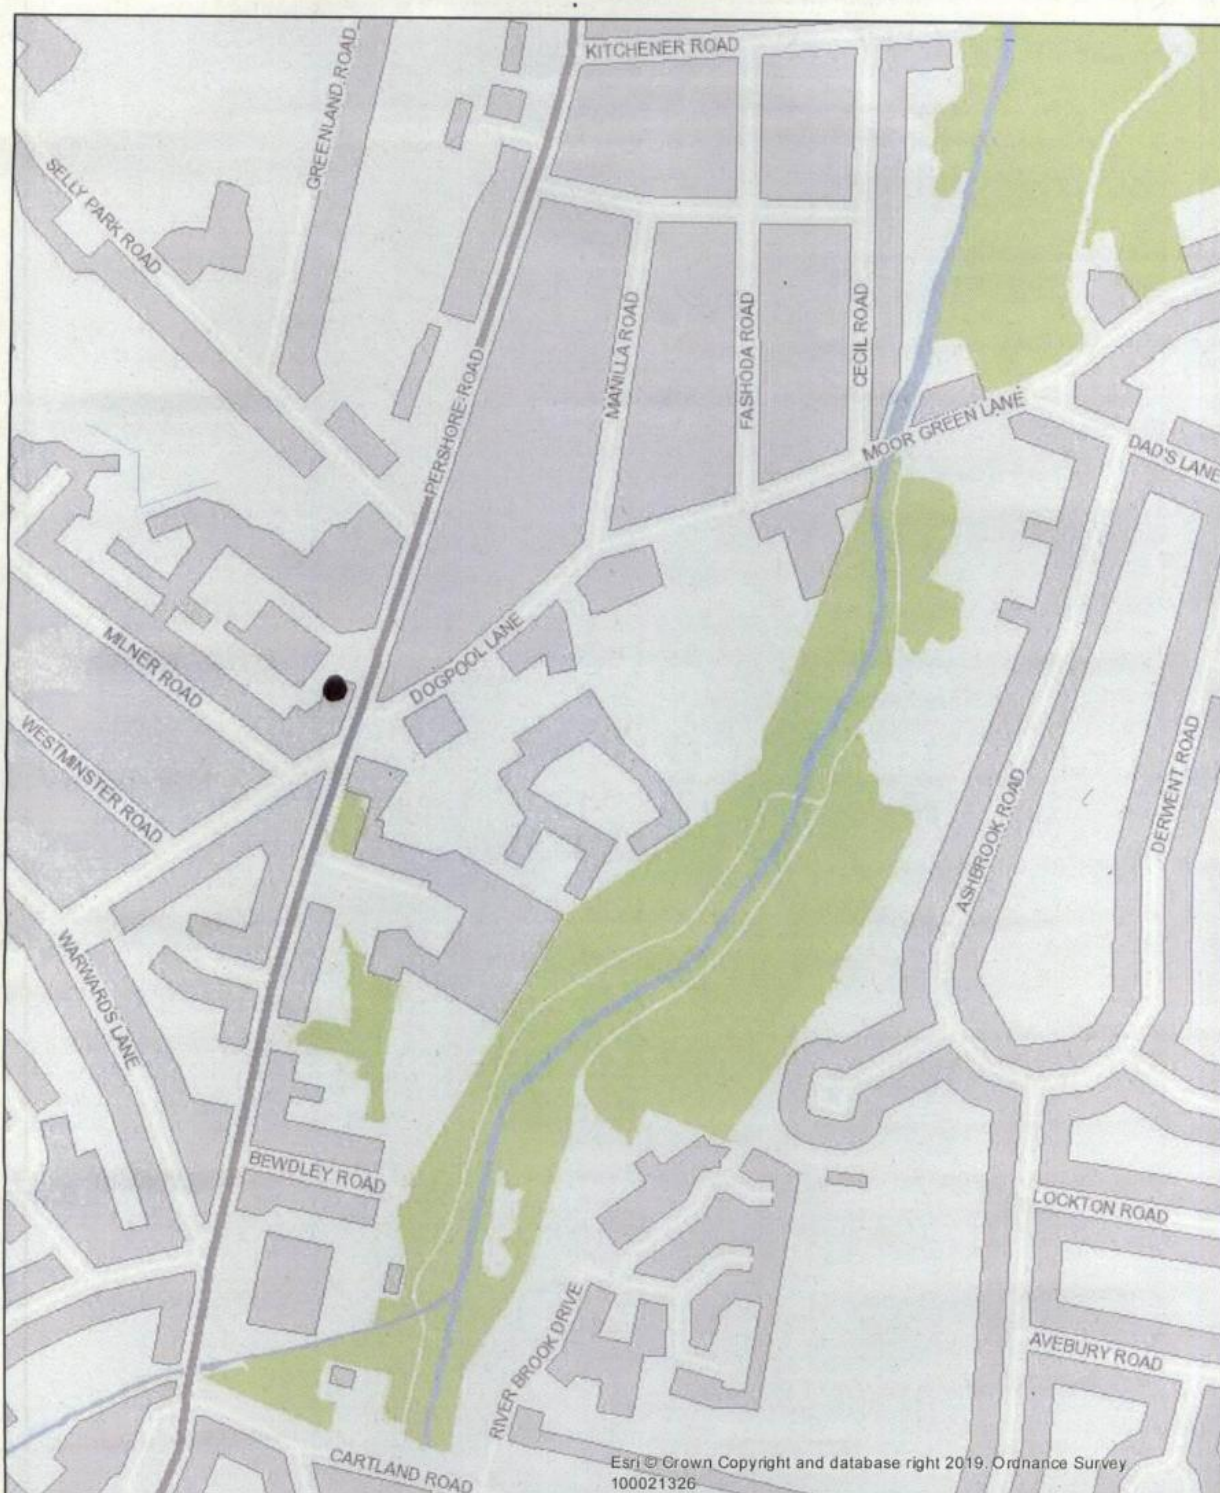 KITCHENER ROAD
GREENLAND ROAD
SELLY PARK ROAD
MANILLA ROAD
FASHODA ROAD
CECIL ROAD
PERSHORE ROAD
MOOR GREEN LANE
DAD'S LANE
DOGPOOL LANE
MILNER ROAD
WESTMINSTER ROAD
ASHBROOK ROAD
DERWENT ROAD
WARWARDS LANE
BEWDLEY ROAD
LOCKTON ROAD
RIVER BROOK DRIVE
AVEBURY ROAD
CARTLAND ROAD
Esri © Crown Copyright and database right 2019. Ordnance Survey
100021326